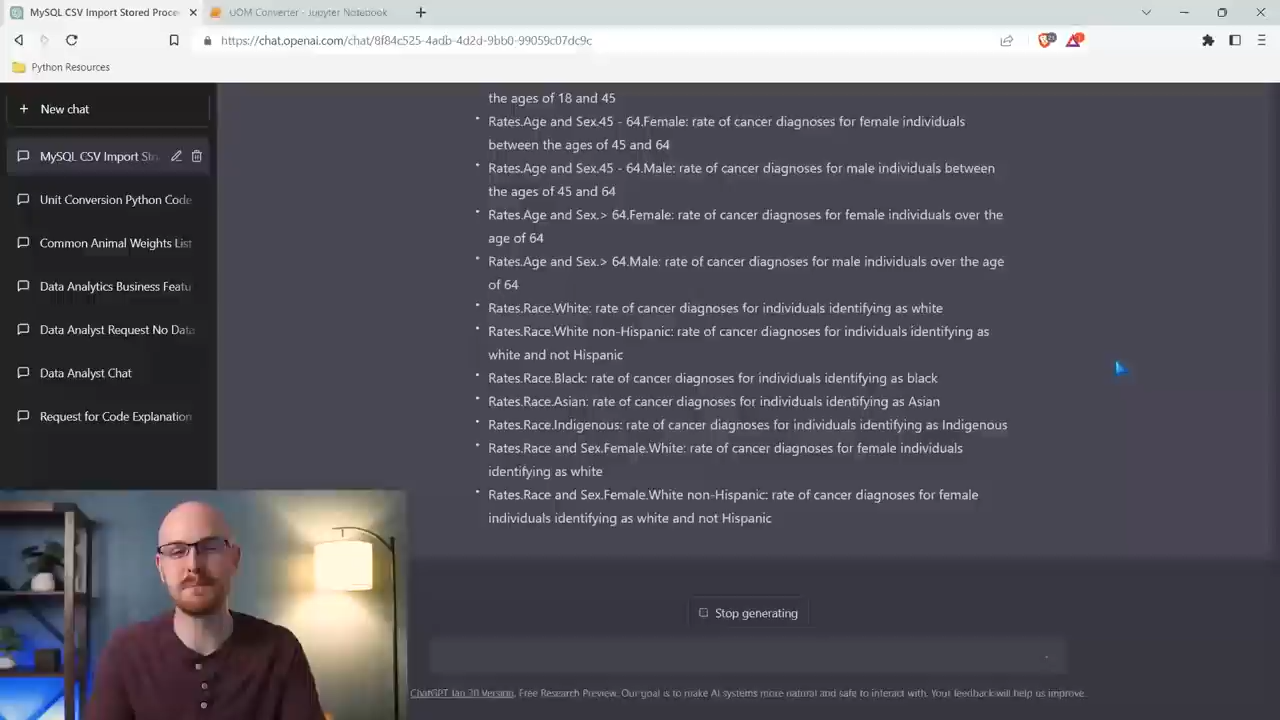 MySQL CSV Import Stored Proce
UOM Converter - Jupyter Notebook
https://chat.openai.com/chat/8f84c525-4adb-4d2d-9bb0-99059c07dc9c
Python Resources
New chat
MySQL CSV Import Sto
Unit Conversion Python Code
Common Animal Weights List
Data Analytics Business Featu
Data Analyst Request No Data
Data Analyst Chat
Request for Code Explanation
the ages of 18 and 45
Rates.Age and Sex.45 - 64.Female: rate of cancer diagnoses for female individuals
between the ages of 45 and 64
Rates.Age and Sex.45 - 64.Male: rate of cancer diagnoses for male individuals between
the ages of 45 and 64
Rates.Age and Sex.> 64.Female: rate of cancer diagnoses for female individuals over the
age of 64
Rates.Age and Sex.> 64.Male: rate of cancer diagnoses for male individuals over the age
of 64
Rates.Race.White: rate of cancer diagnoses for individuals identifying as white
Rates.Race.White non-Hispanic: rate of cancer diagnoses for individuals identifying as
white and not Hispanic
Rates.Race.Black: rate of cancer diagnoses for individuals identifying as black
Rates.Race.Asian: rate of cancer diagnoses for individuals identifying as Asian
Rates.Race.Indigenous: rate of cancer diagnoses for individuals identifying as Indigenous
Rates.Race and Sex.Female.White: rate of cancer diagnoses for female individuals
identifying as white
Rates.Race and Sex.Female.White non-Hispanic: rate of cancer diagnoses for female
individuals identifying as white and not Hispanic
Stop generating
ChatGPT Jan 30 Version. Free Research Preview. Our goal is to make AI systems more natural and safe to interact with. Your feedback will help us improve.